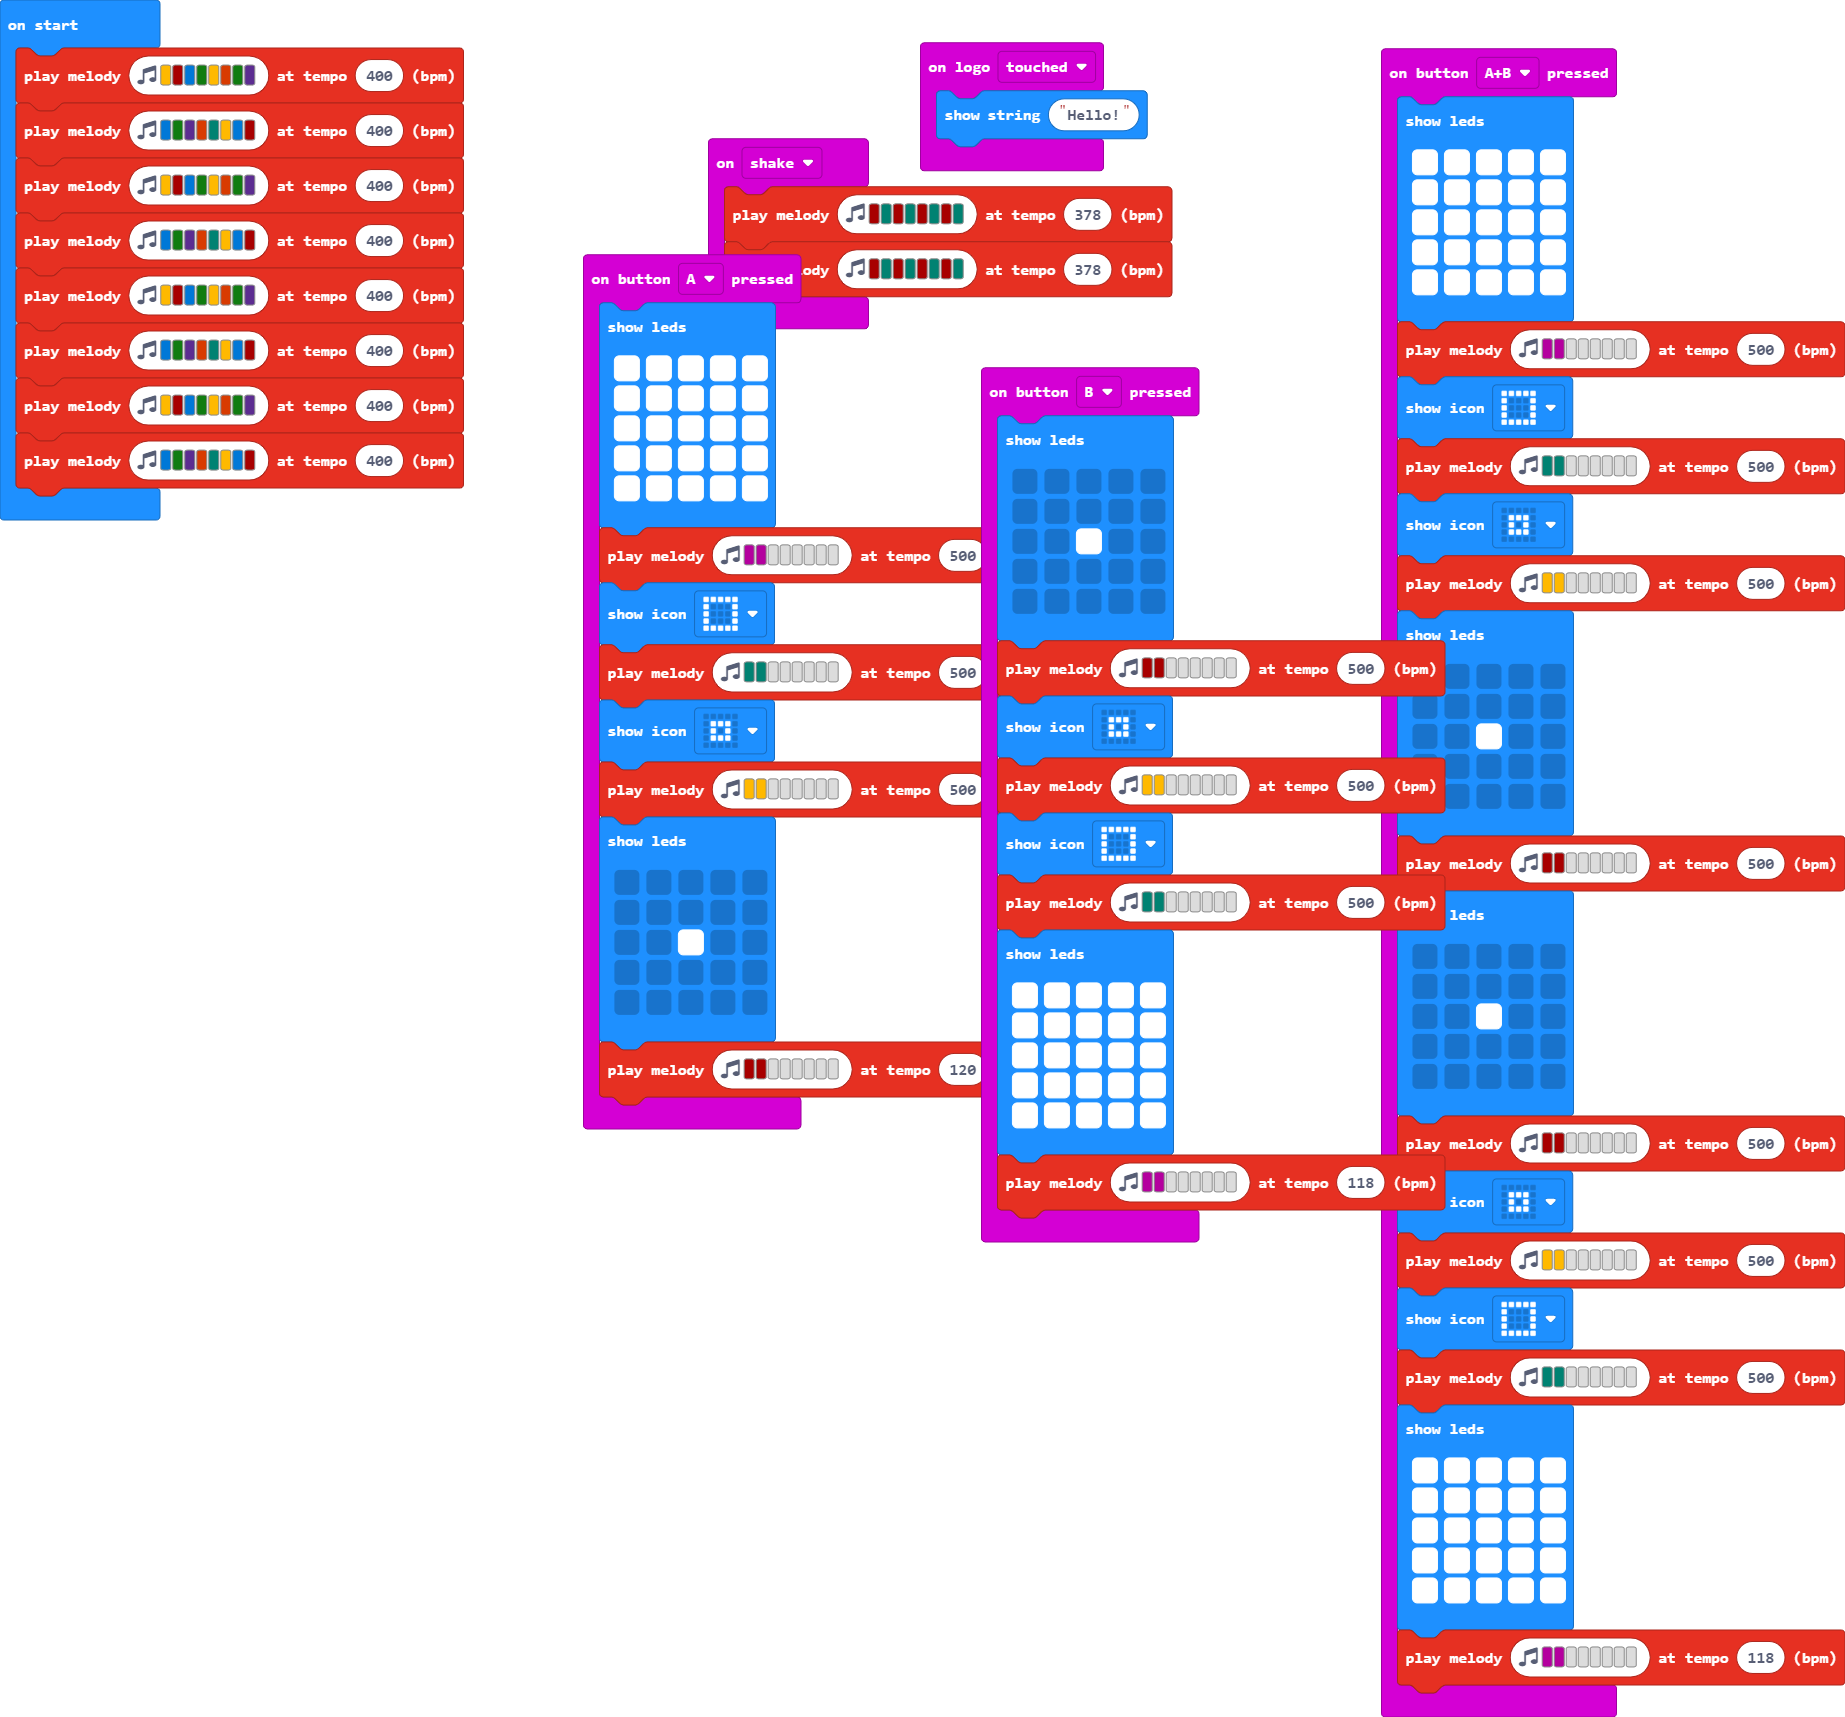 on start
play melody at tempo 400 (bpm)
play melody at tempo 400 (bpm)
play melody at tempo 400 (bpm)
play melody at tempo 400 (bpm)
play melody at tempo 400 (bpm)
play melody at tempo 400 (bpm)
play melody at tempo 400 (bpm)
play melody at tempo 400 (bpm)
on logo touched
show string "Hello!"
on shake
play melody at tempo 378 (bpm)
ody at tempo 378 (bpm)
on button A pressed
show leds
play melody at tempo 500
show icon
play melody at tempo 500
show icon
play melody at tempo 500
show leds
play melody at tempo 120
on button B pressed
show leds
play melody at tempo 500 (bpm)
show icon
play melody at tempo 500 (bpm)
show icon
play melody at tempo 500 (bpm)
show leds
play melody at tempo 118 (bpm)
on button A+B pressed
show leds
play melody at tempo 500 (bpm)
show icon
play melody at tempo 500 (bpm)
show icon
play melody at tempo 500 (bpm)
show leds
play melody at tempo 500 (bpm)
leds
play melody at tempo 500 (bpm)
icon
play melody at tempo 500 (bpm)
show icon
play melody at tempo 500 (bpm)
show leds
play melody at tempo 118 (bpm)